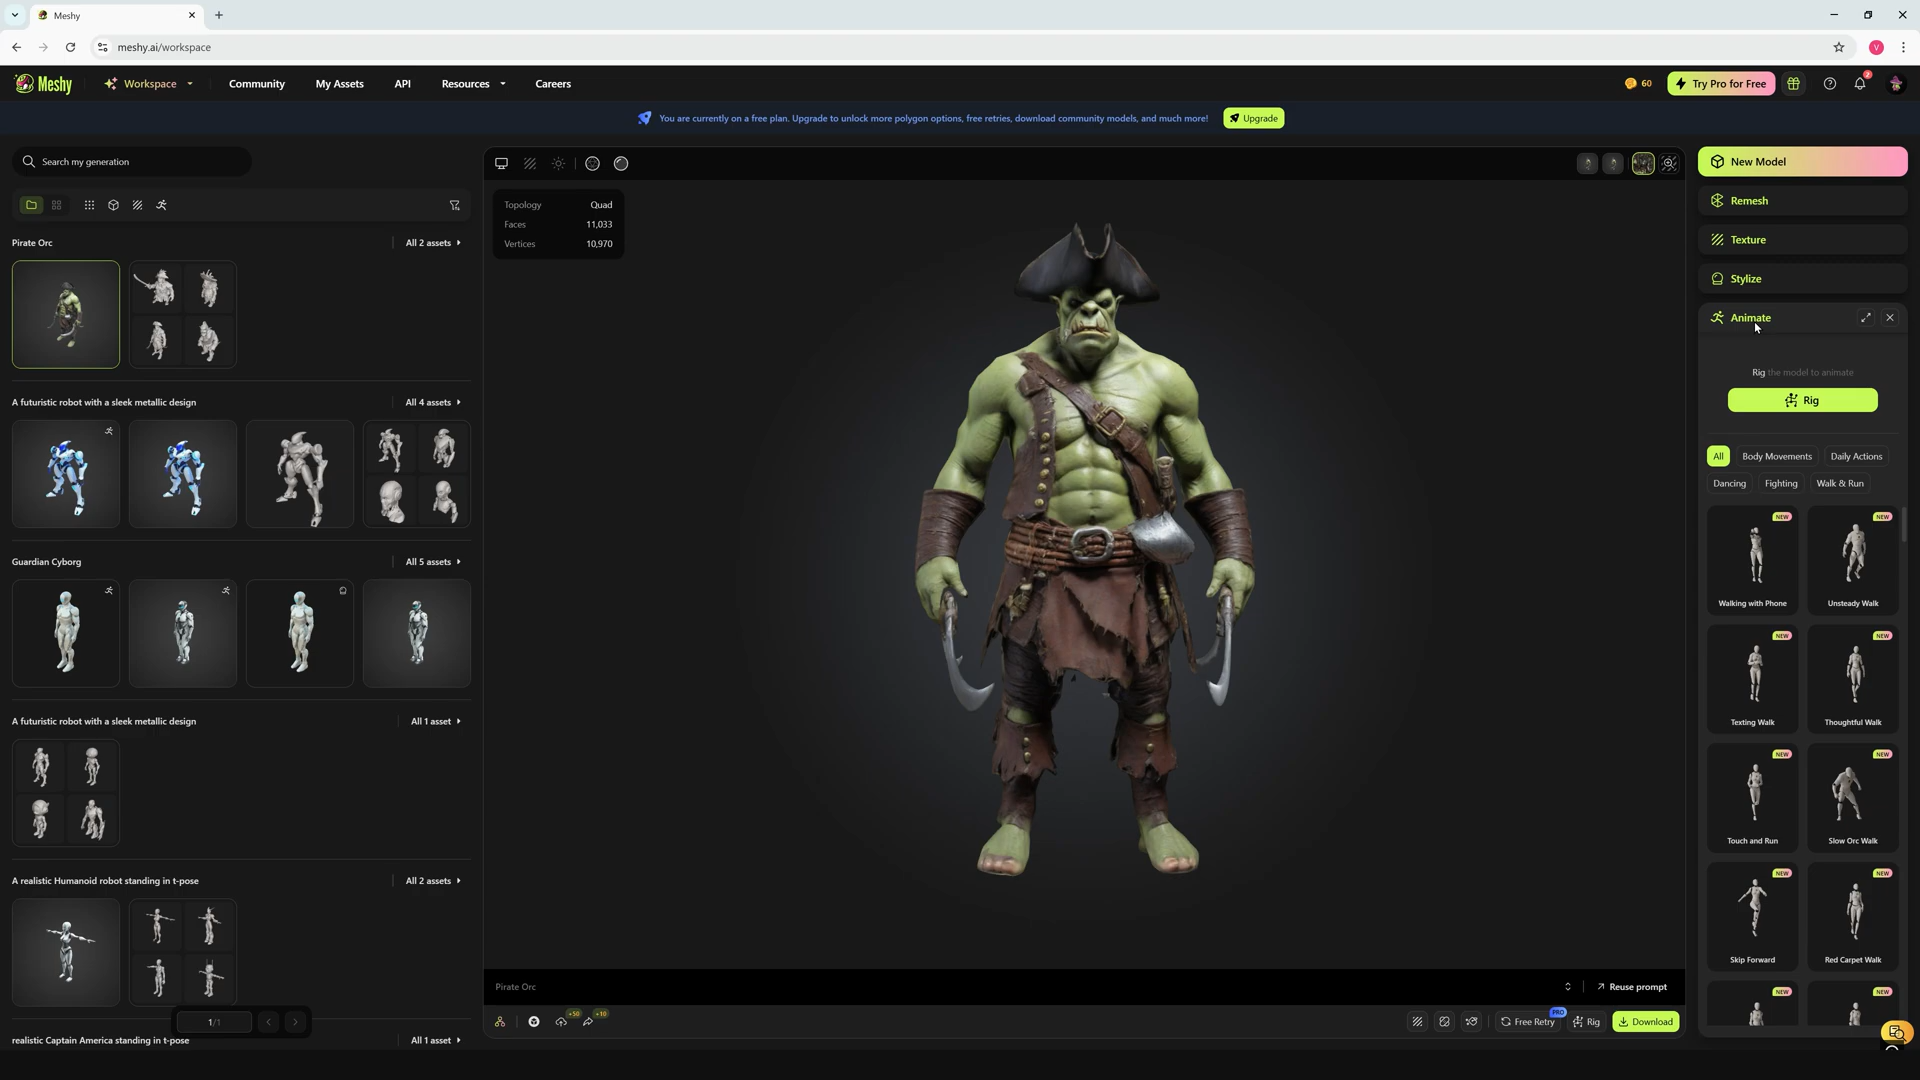 Meshy
meshy.ai/workspace
V
Meshy
Workspace
Community
My Assets
API
Resources
Careers
60
Try Pro for Free
2
You are currently on a free plan. Upgrade to unlock more polygon options, free retries, download community models, and much more!
Upgrade
Search my generation
Pirate Orc
All 2 assets
A futuristic robot with a sleek metallic design
All 4 assets
Guardian Cyborg
All 5 assets
A futuristic robot with a sleek metallic design
All 1 asset
A realistic Humanoid robot standing in t-pose
All 2 assets
1/1
realistic Captain America standing in t-pose
All 1 asset
Topology Quad
Faces 11,033
Vertices 10,970
Pirate Orc
Reuse prompt
+50
+10
PRO
Free Retry
Rig
Download
New Model
Remesh
Texture
Stylize
Animate
Rig the model to animate
Rig
All
Body Movements
Daily Actions
Dancing
Fighting
Walk & Run
NEW
NEW
Walking with Phone
Unsteady Walk
NEW
NEW
Texting Walk
Thoughtful Walk
NEW
NEW
Touch and Run
Slow Orc Walk
NEW
NEW
Skip Forward
Red Carpet Walk
NEW
NEW